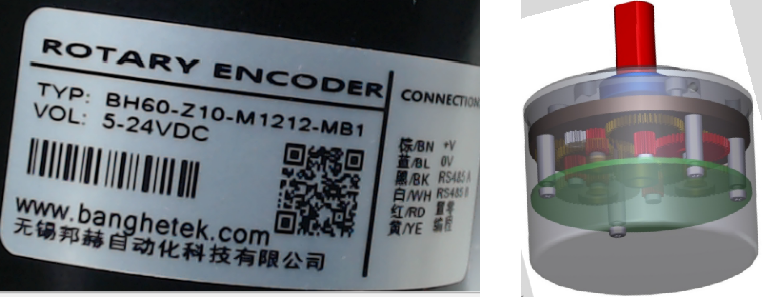 ROTARY ENCODER
TYP: BH60-Z10-M1212-MB1
VOL: 5-24VDC
www.banghetek.com
无锡邦赫自动化科技有限公司
CONNECTION
棕/BN +V
蓝/BL 0V
黑/BK RS485 A
白/WH RS485 B
红/RD 置零
黄/YE 编程